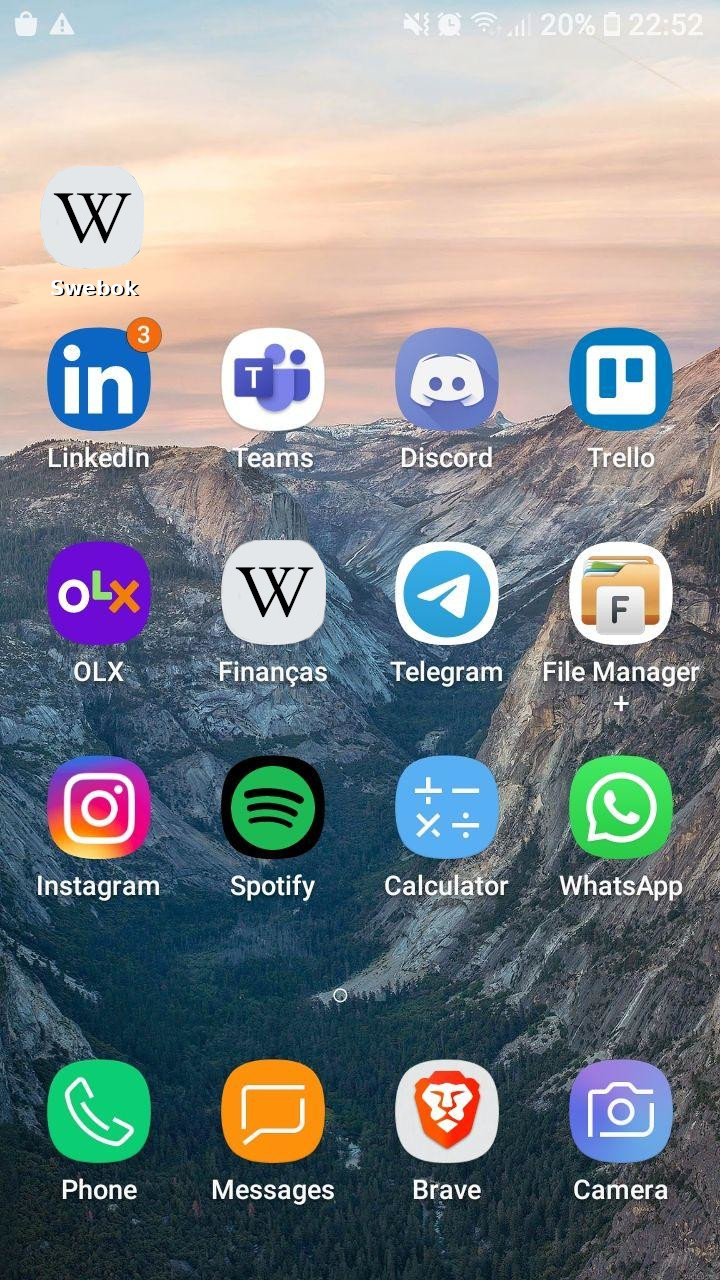 20% 22:52
W
Swebok
3
in
T
LinkedIn Teams Discord Trello
OLX
W
F
OLX Finanças Telegram File Manager
+
Instagram Spotify Calculator WhatsApp
Phone Messages Brave Camera